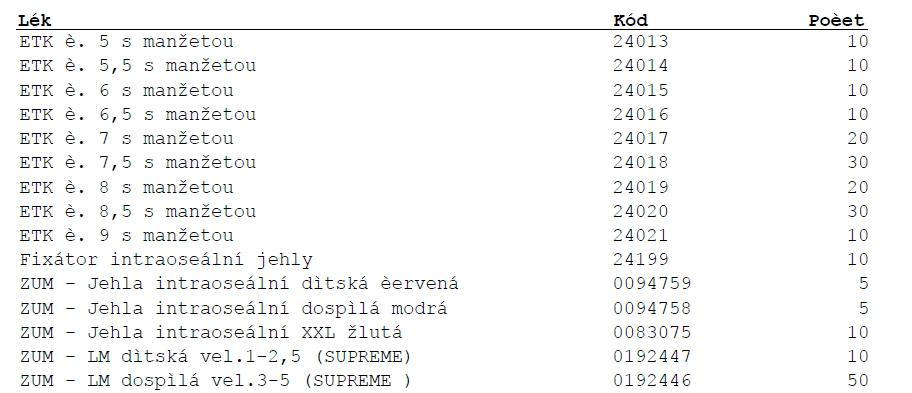 Lék Kód Poèet
ETK è. 5 s manžetou 24013 10
ETK è. 5,5 s manžetou 24014 10
ETK è. 6 s manžetou 24015 10
ETK è. 6,5 s manžetou 24016 10
ETK è. 7 s manžetou 24017 20
ETK è. 7,5 s manžetou 24018 30
ETK è. 8 s manžetou 24019 20
ETK è. 8,5 s manžetou 24020 30
ETK è. 9 s manžetou 24021 10
Fixátor intraoseální jehly 24199 10
ZUM - Jehla intraoseální dìtská èervená 0094759 5
ZUM - Jehla intraoseální dospìlá modrá 0094758 5
ZUM - Jehla intraoseální XXL žlutá 0083075 10
ZUM - LM dìtská vel.1-2,5 (SUPREME) 0192447 10
ZUM - LM dospìlá vel.3-5 (SUPREME ) 0192446 50